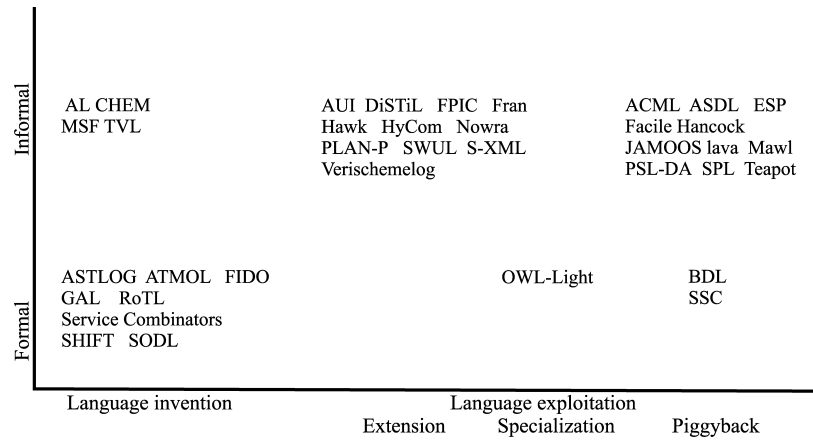 Informal
AL CHEM
MSF TVL
AUI DiSTiL FPIC Fran
Hawk HyCom Nowra
PLAN-P SWUL S-XML
Verischemelog
ACML ASDL ESP
Facile Hancock
JAMOOS lava Mawl
PSL-DA SPL Teapot
Formal
ASTLOG ATMOL FIDO
GAL RoTL
Service Combinators
SHIFT SODL
OWL-Light
BDL
SSC
Language invention
Language exploitation
Extension
Specialization
Piggyback